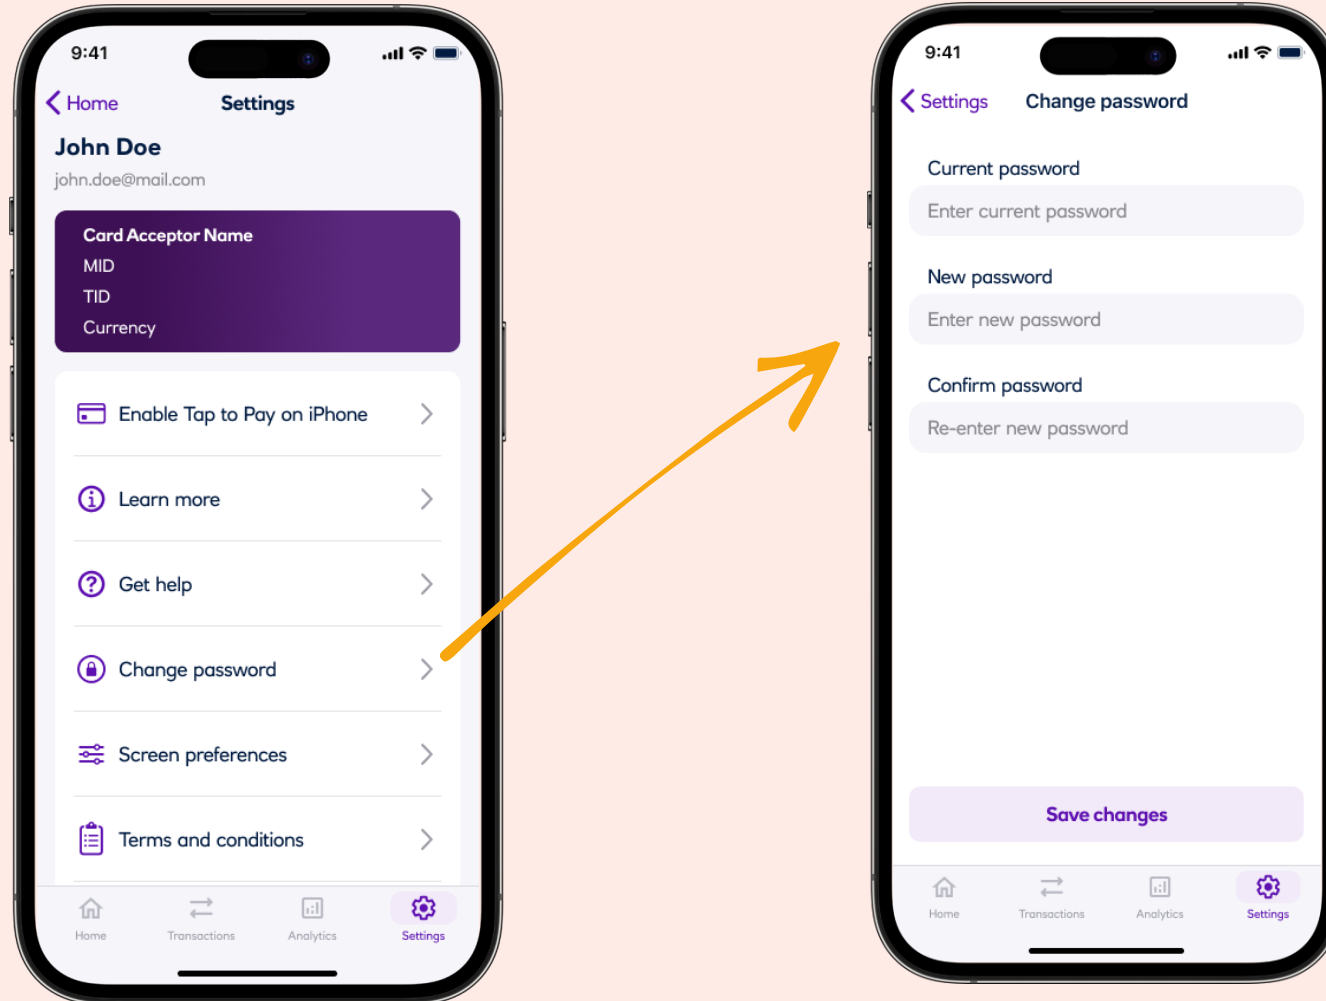 9:41
Home
Settings
John Doe
john.doe@mail.com
Card Acceptor Name
MID
TID
Currency
Enable Tap to Pay on iPhone
Learn more
Get help
Change password
Screen preferences
Terms and conditions
Home
Transactions
Analytics
Settings
9:41
Settings
Change password
Current password
Enter current password
New password
Enter new password
Confirm password
Re-enter new password
Save changes
Home
Transactions
Analytics
Settings